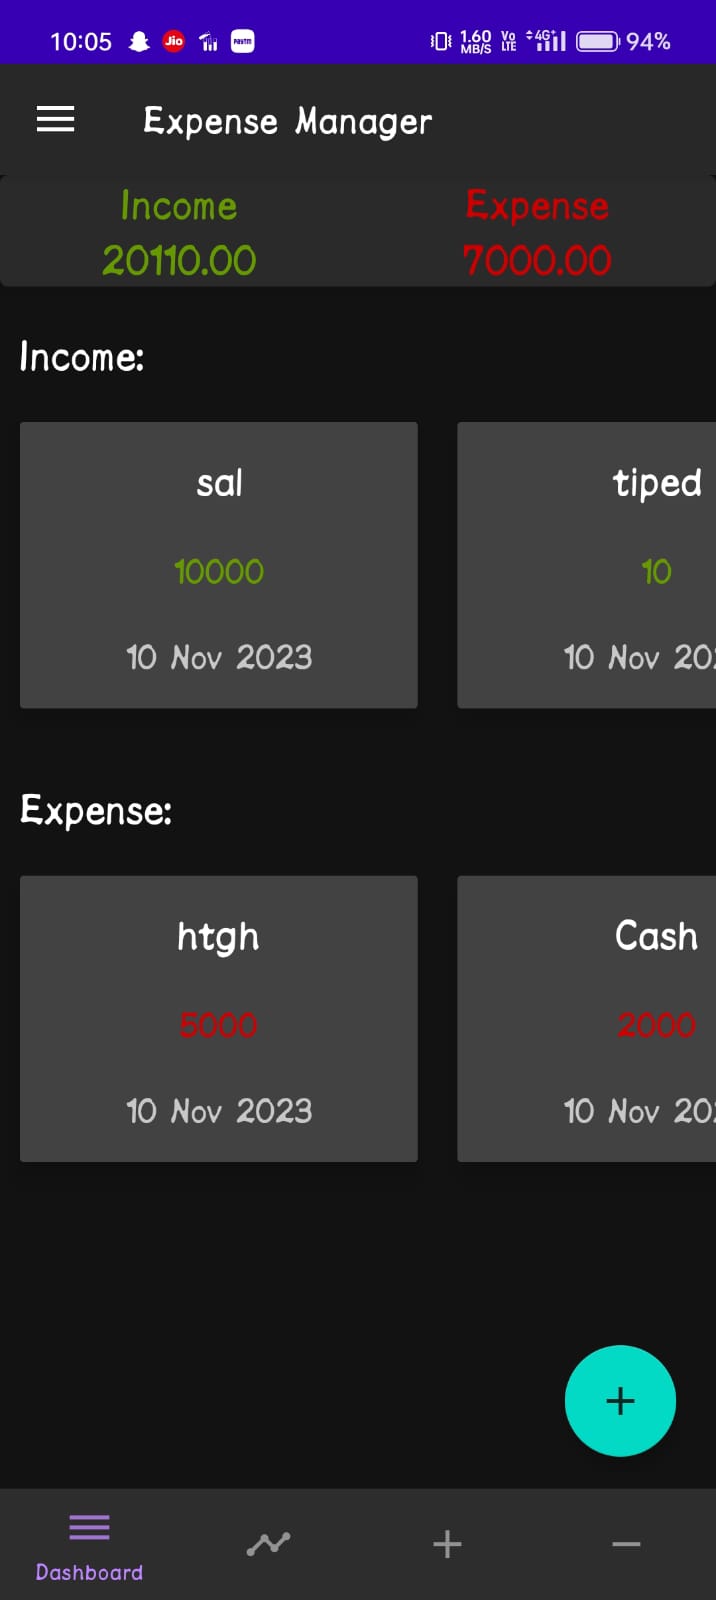 10:05 Jio Paytm 1.60 MB/S Vo LTE 4G+ 94%
Expense Manager
Income Expense
20110.00 7000.00
Income:
sal tiped
10000 10
10 Nov 2023 10 Nov 20
Expense:
htgh Cash
5000 2000
10 Nov 2023 10 Nov 20
Dashboard